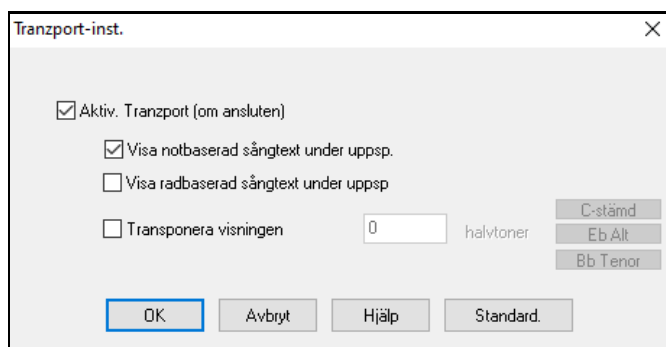 Tranzport-inst.
Aktiv. Tranzport (om ansluten)
Visa notbaserad sångtext under uppsp.
Visa radbaserad sångtext under uppsp
Transponera visningen 0 halvtoner
C-stämd
Eb Alt
Bb Tenor
OK Avbryt Hjälp Standard.